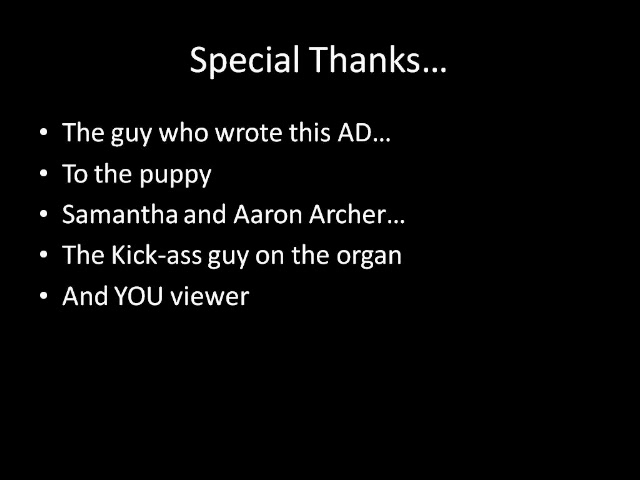 Special Thanks…
• The guy who wrote this AD…
• To the puppy
• Samantha and Aaron Archer…
• The Kick-ass guy on the organ
• And YOU viewer